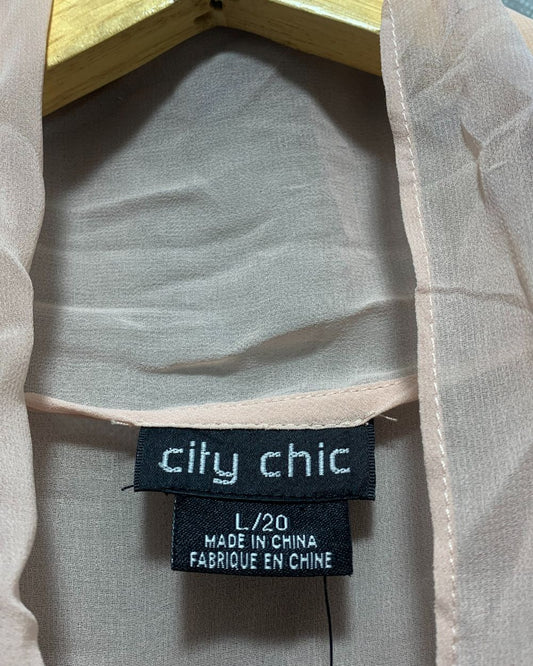 city chic
L/20
MADE IN CHINA
FABRIQUE EN CHINE